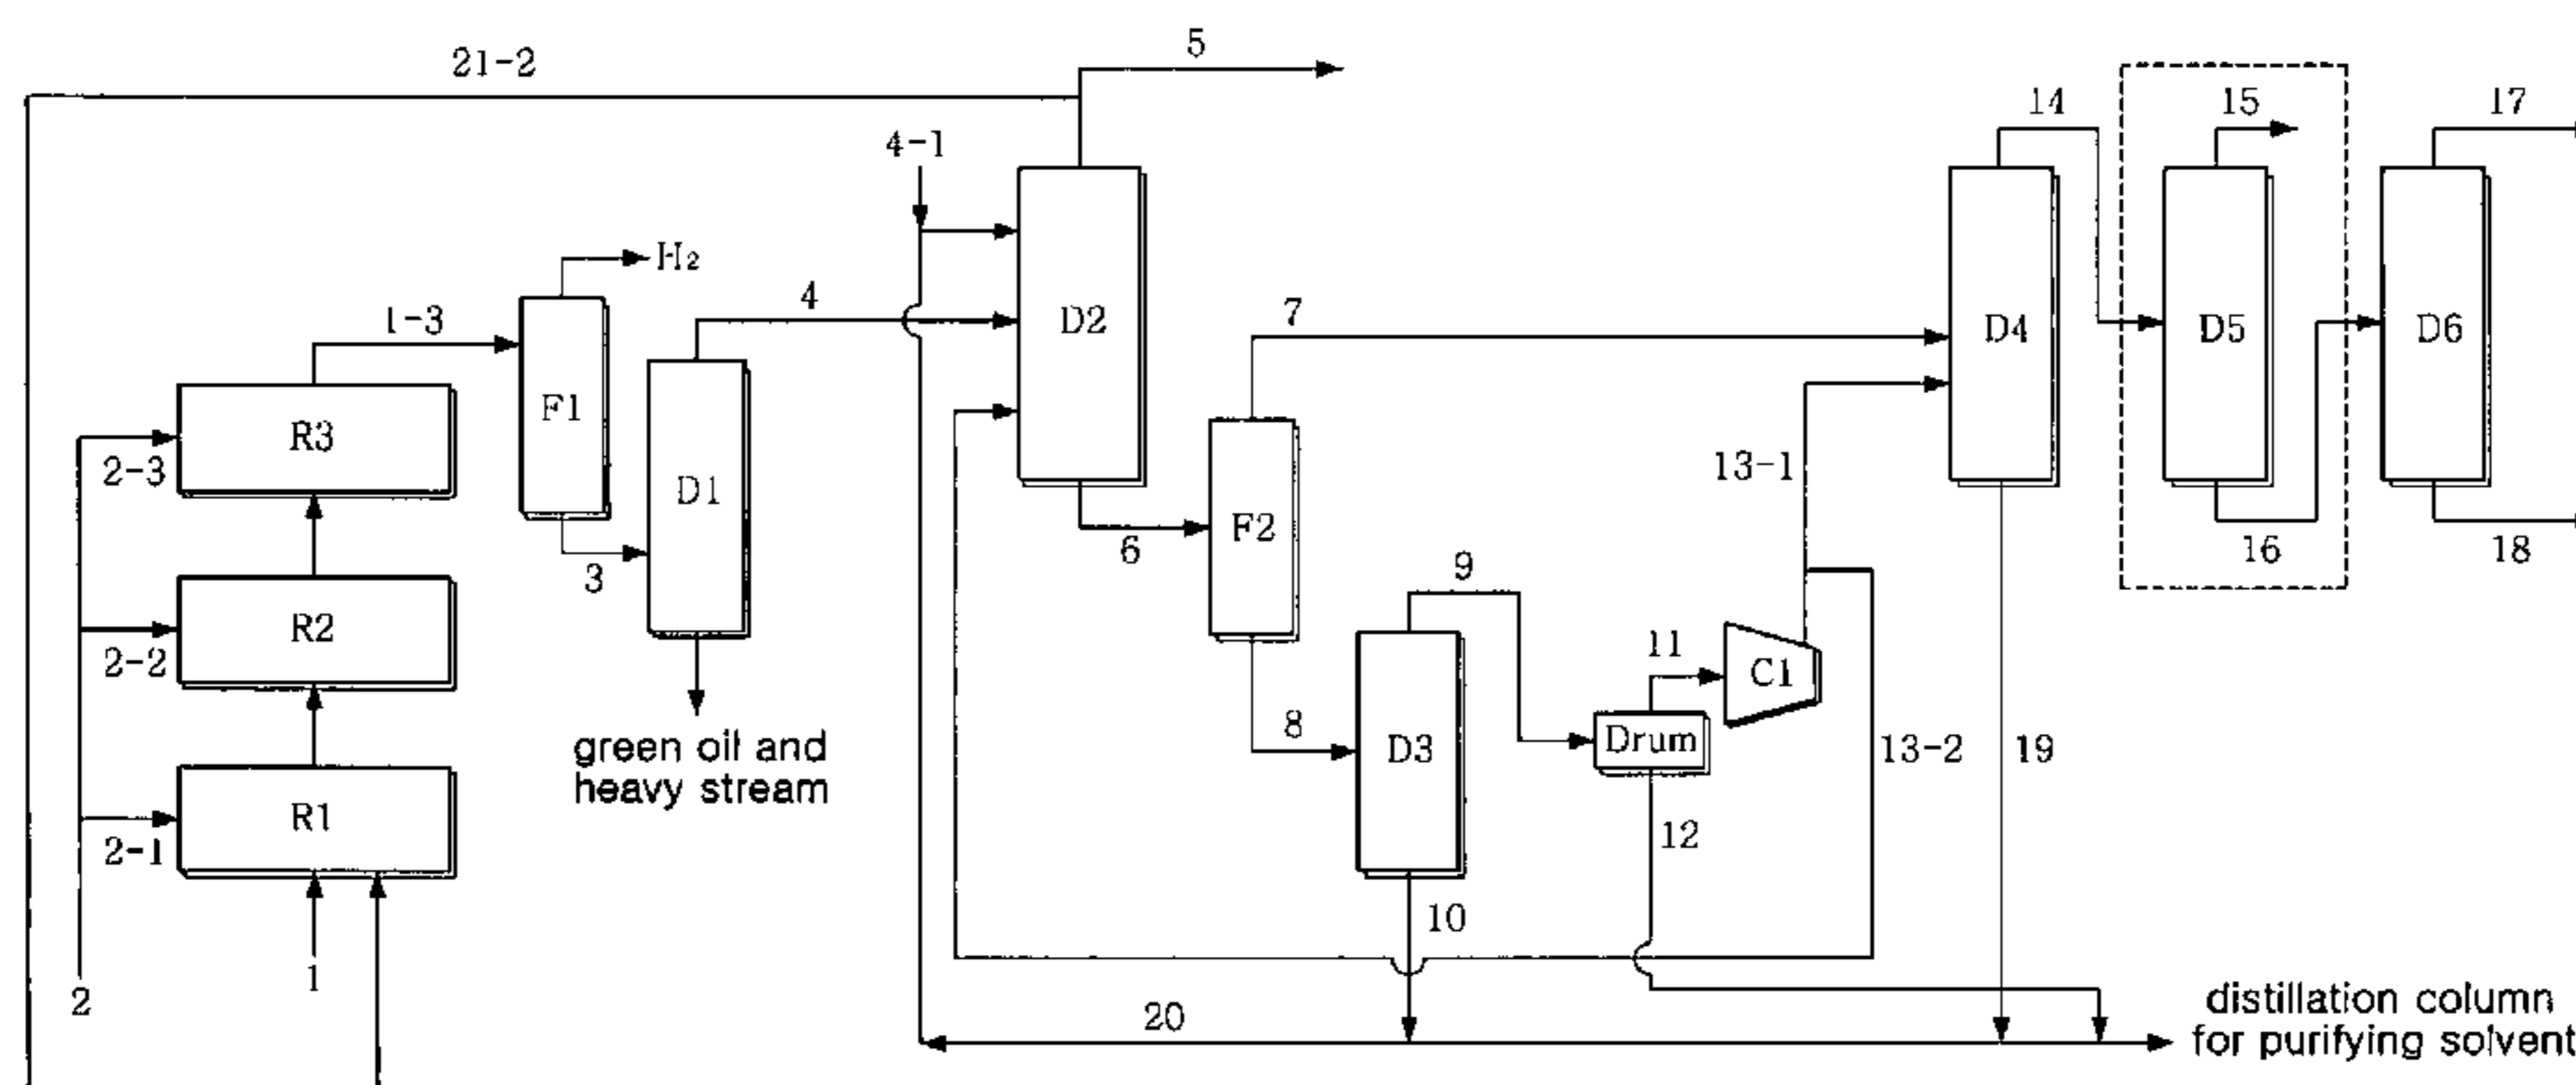 5
21-2
14
15
17
4-1
H2
4
1-3
7
D2
D4
D5
D6
F1
R3
2-3
D1
13-1
F2
6
16
18
3
9
R2
2-2
11
C1
8
D3
Drum
13-2
19
green oil and
heavy stream
R1
2-1
12
10
1
2
20
distillation column
for purifying solvent